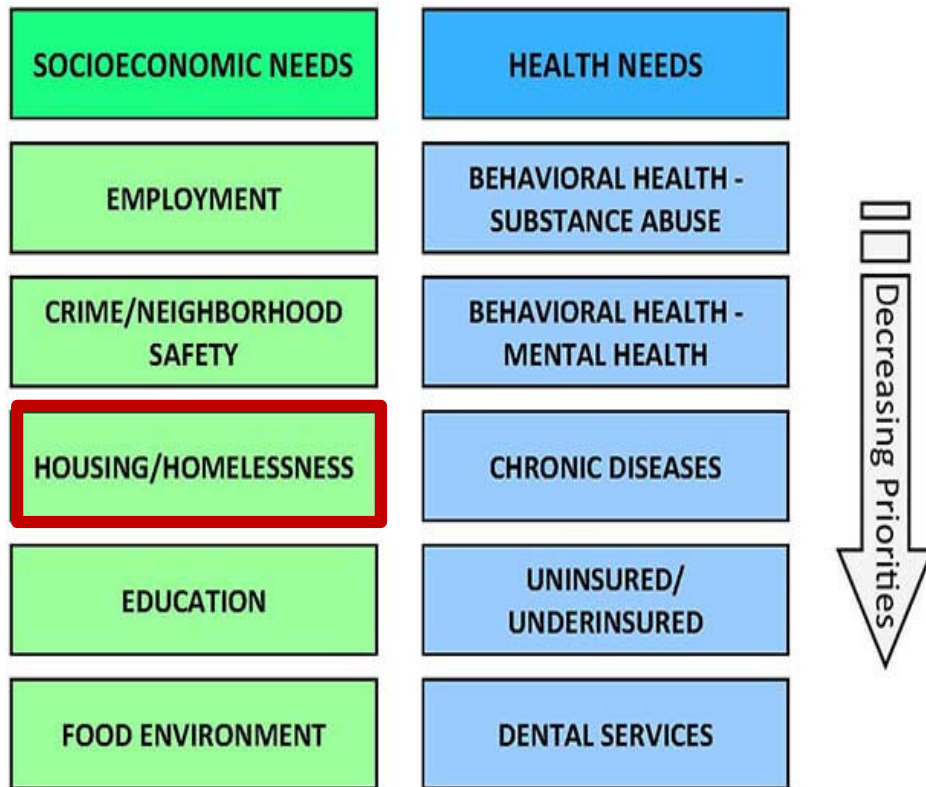 SOCIOECONOMIC NEEDS
HEALTH NEEDS
EMPLOYMENT
BEHAVIORAL HEALTH -
SUBSTANCE ABUSE
CRIME/NEIGHBORHOOD
SAFETY
BEHAVIORAL HEALTH -
MENTAL HEALTH
HOUSING/HOMELESSNESS
CHRONIC DISEASES
EDUCATION
UNINSURED/
UNDERINSURED
FOOD ENVIRONMENT
DENTAL SERVICES
Decreasing Priorities